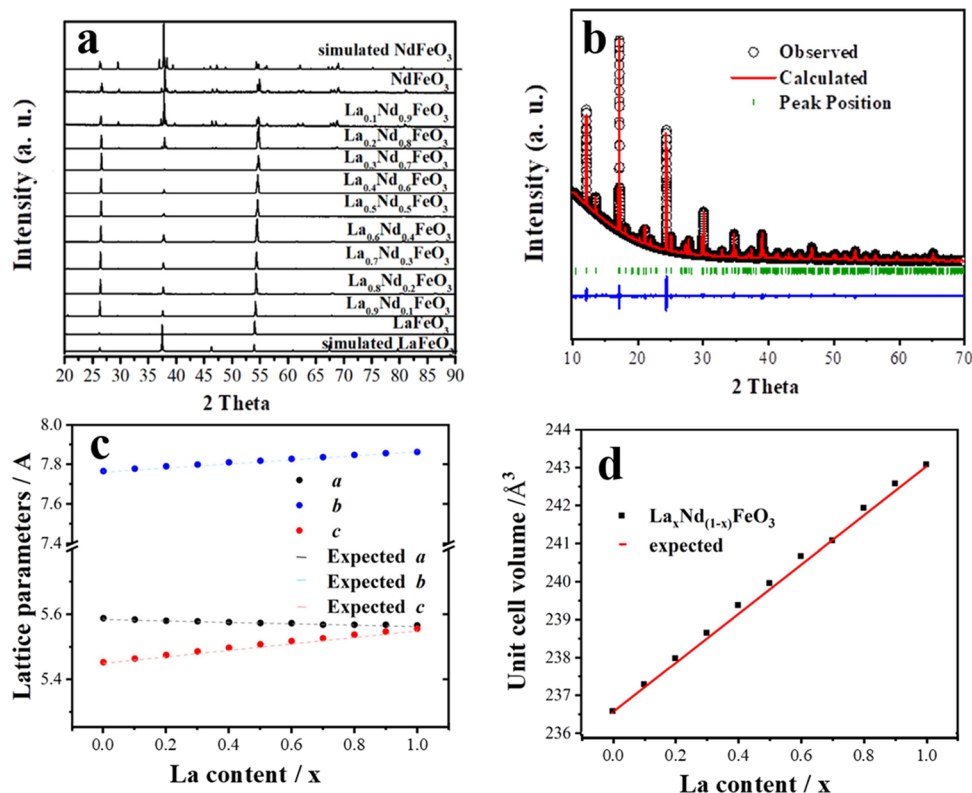 a
simulated NdFeO3
NdFeO3
La0.1Nd0.9FeO3
La0.2Nd0.8FeO3
La0.3Nd0.7FeO3
La0.4Nd0.6FeO3
La0.5Nd0.5FeO3
La0.6Nd0.4FeO3
La0.7Nd0.3FeO3
La0.8Nd0.2FeO3
La0.9Nd0.1FeO3
LaFeO3
simulated LaFeO3
Intensity (a. u.)
20 25 30 35 40 45 50 55 60 65 70 75 80 85 90
2 Theta
b
Observed
Calculated
Peak Position
Intensity (a. u.)
10 20 30 40 50 60 70
2 Theta
c
8.0
7.8
7.6
7.4
5.6
5.4
Lattice parameters / A
a
b
c
Expected a
Expected b
Expected c
0.0 0.2 0.4 0.6 0.8 1.0
La content / x
d
244
243
242
241
240
239
238
237
236
Unit cell volume /Å3
LaxNd(1-x)FeO3
expected
0.0 0.2 0.4 0.6 0.8 1.0
La content / x